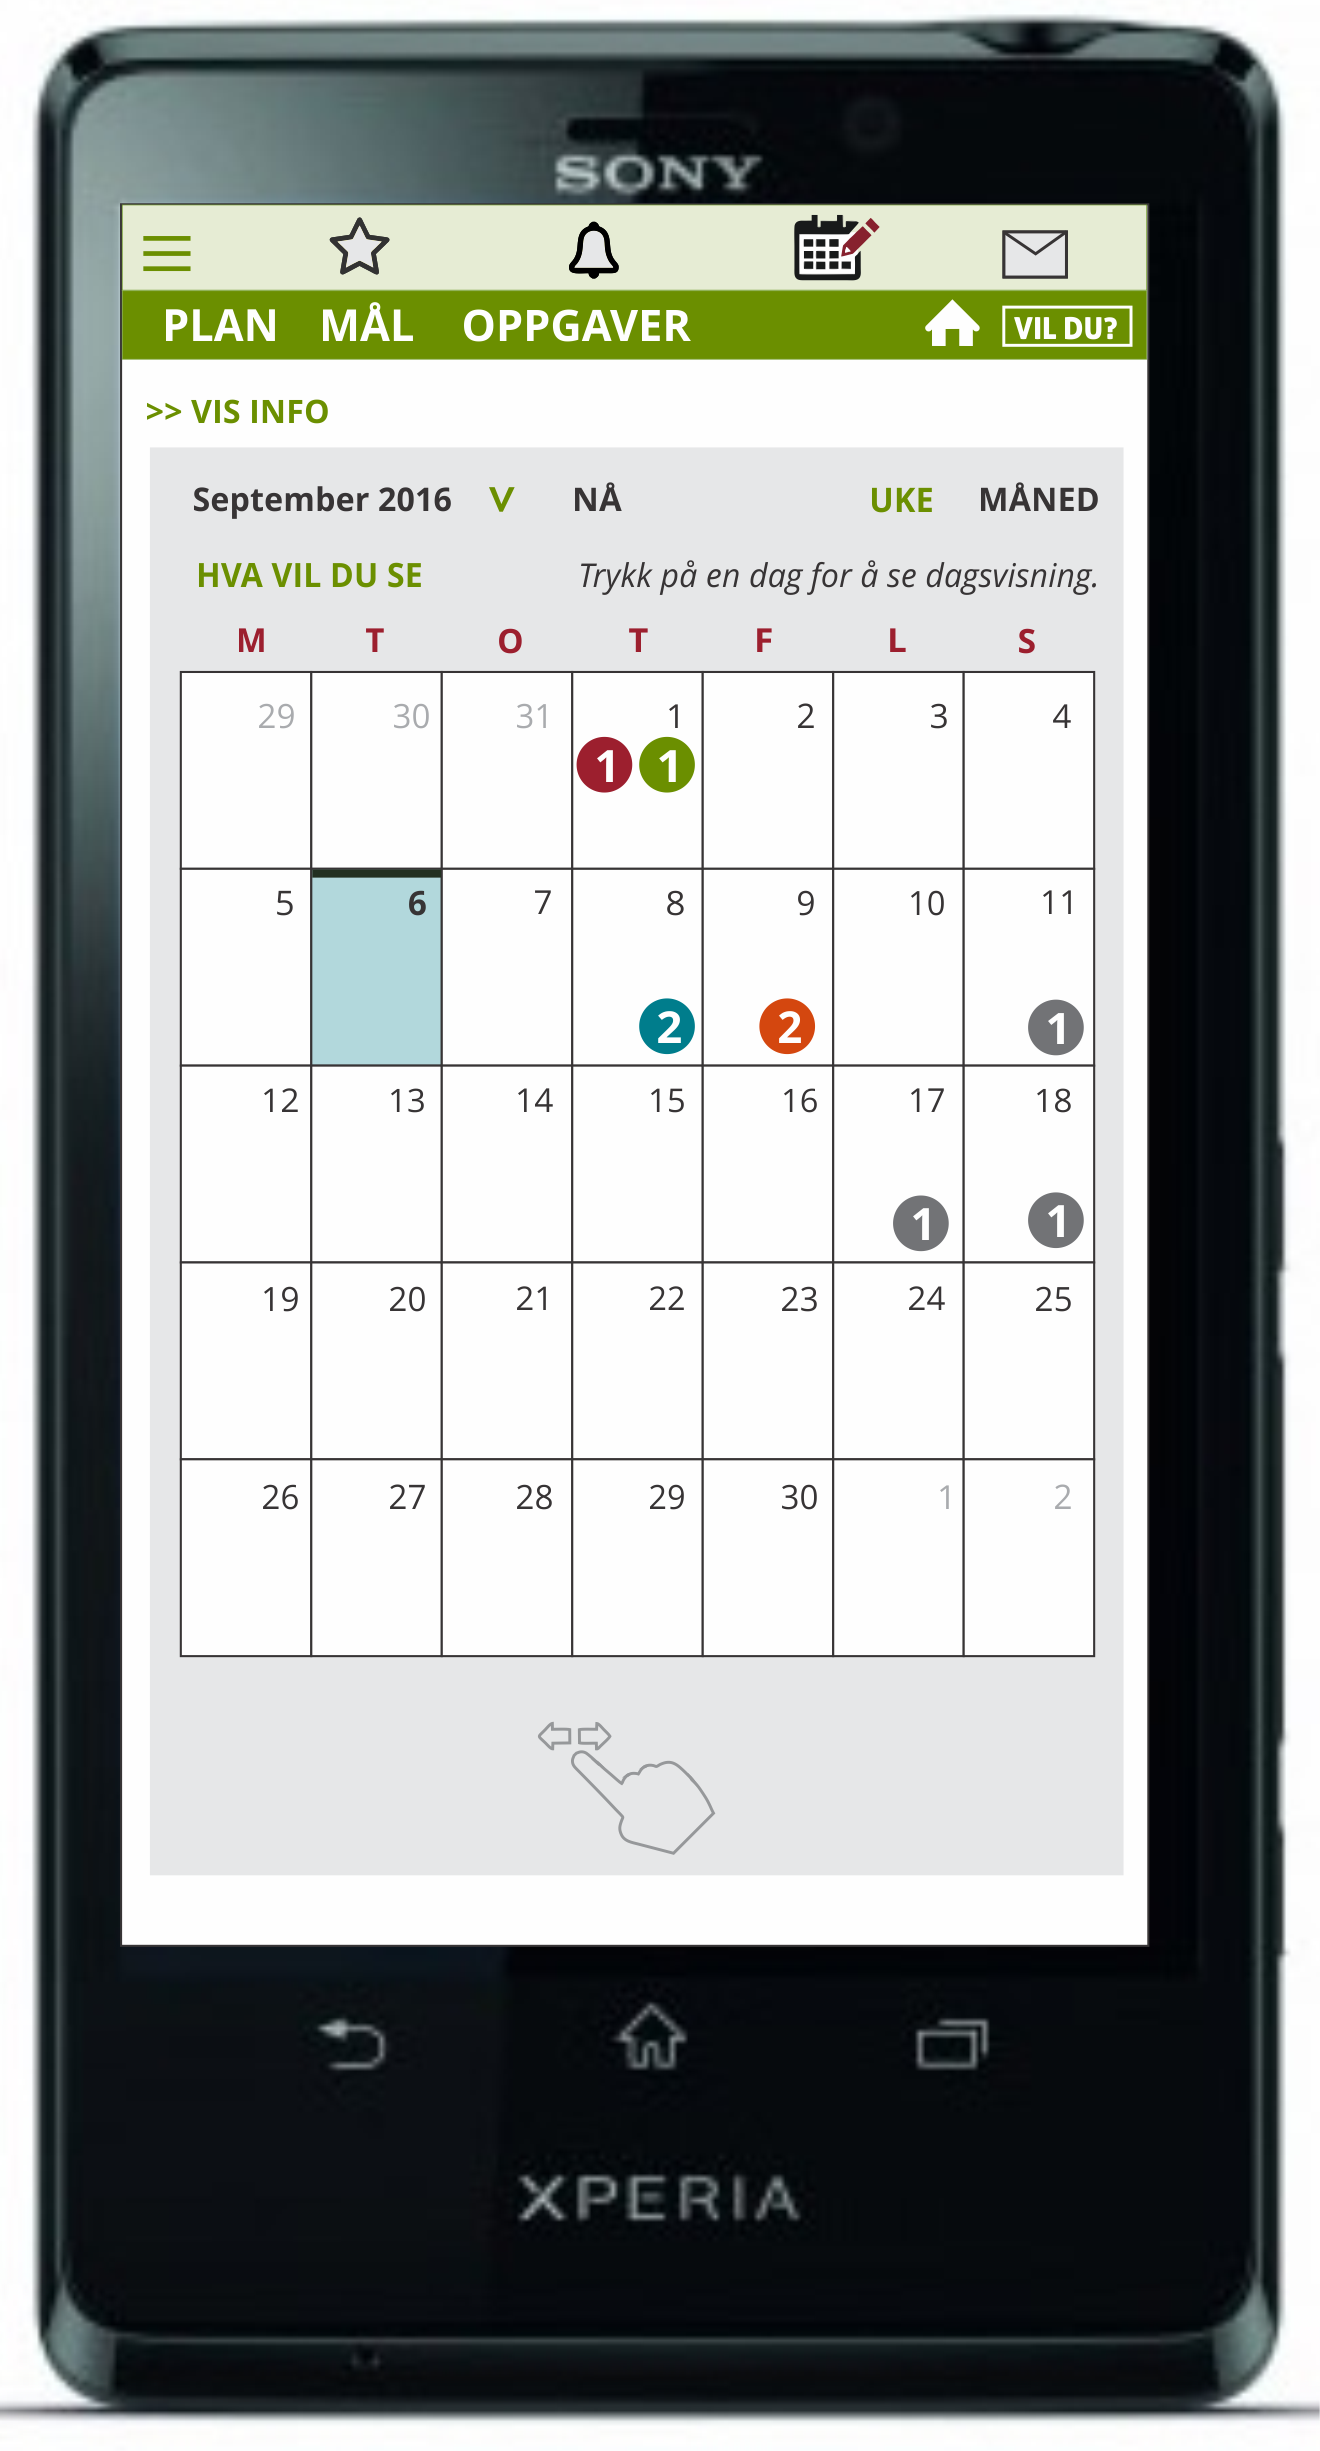 SONY
PLAN MÅL OPPGAVER VIL DU?
>> VIS INFO
September 2016 V NÅ UKE MÅNED
HVA VIL DU SE Trykk på en dag for å se dagsvisning.
M T O T F L S
29 30 31 1 2 3 4
1 1
5 6 7 8 9 10 11
2 2 1
12 13 14 15 16 17 18
1 1
19 20 21 22 23 24 25
26 27 28 29 30 1 2
XPERIA